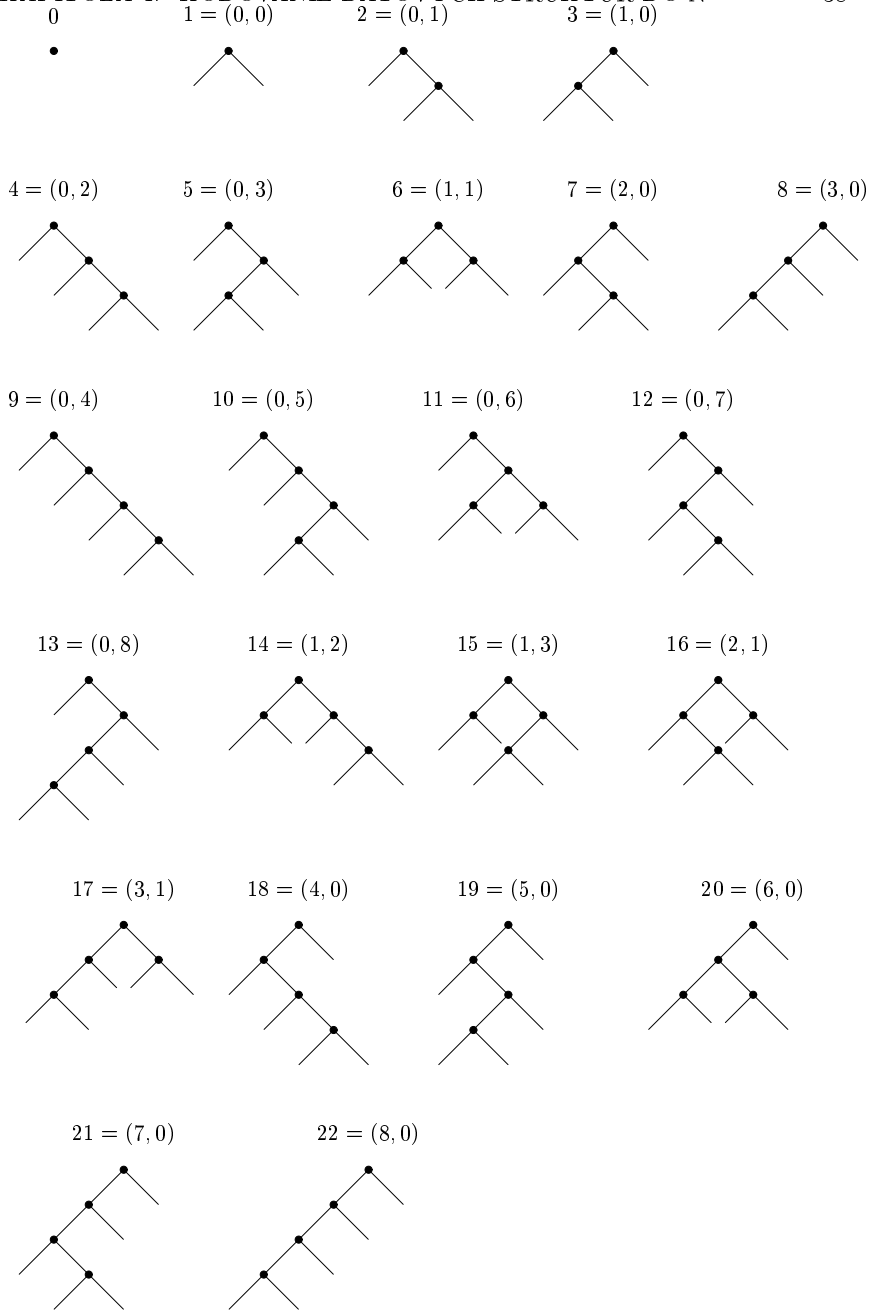 0 1 = (0, 0) 2 = (0, 1) 3 = (1, 0)
4 = (0, 2) 5 = (0, 3) 6 = (1, 1) 7 = (2, 0) 8 = (3, 0)
9 = (0, 4) 10 = (0, 5) 11 = (0, 6) 12 = (0, 7)
13 = (0, 8) 14 = (1, 2) 15 = (1, 3) 16 = (2, 1)
17 = (3, 1) 18 = (4, 0) 19 = (5, 0) 20 = (6, 0)
21 = (7, 0) 22 = (8, 0)